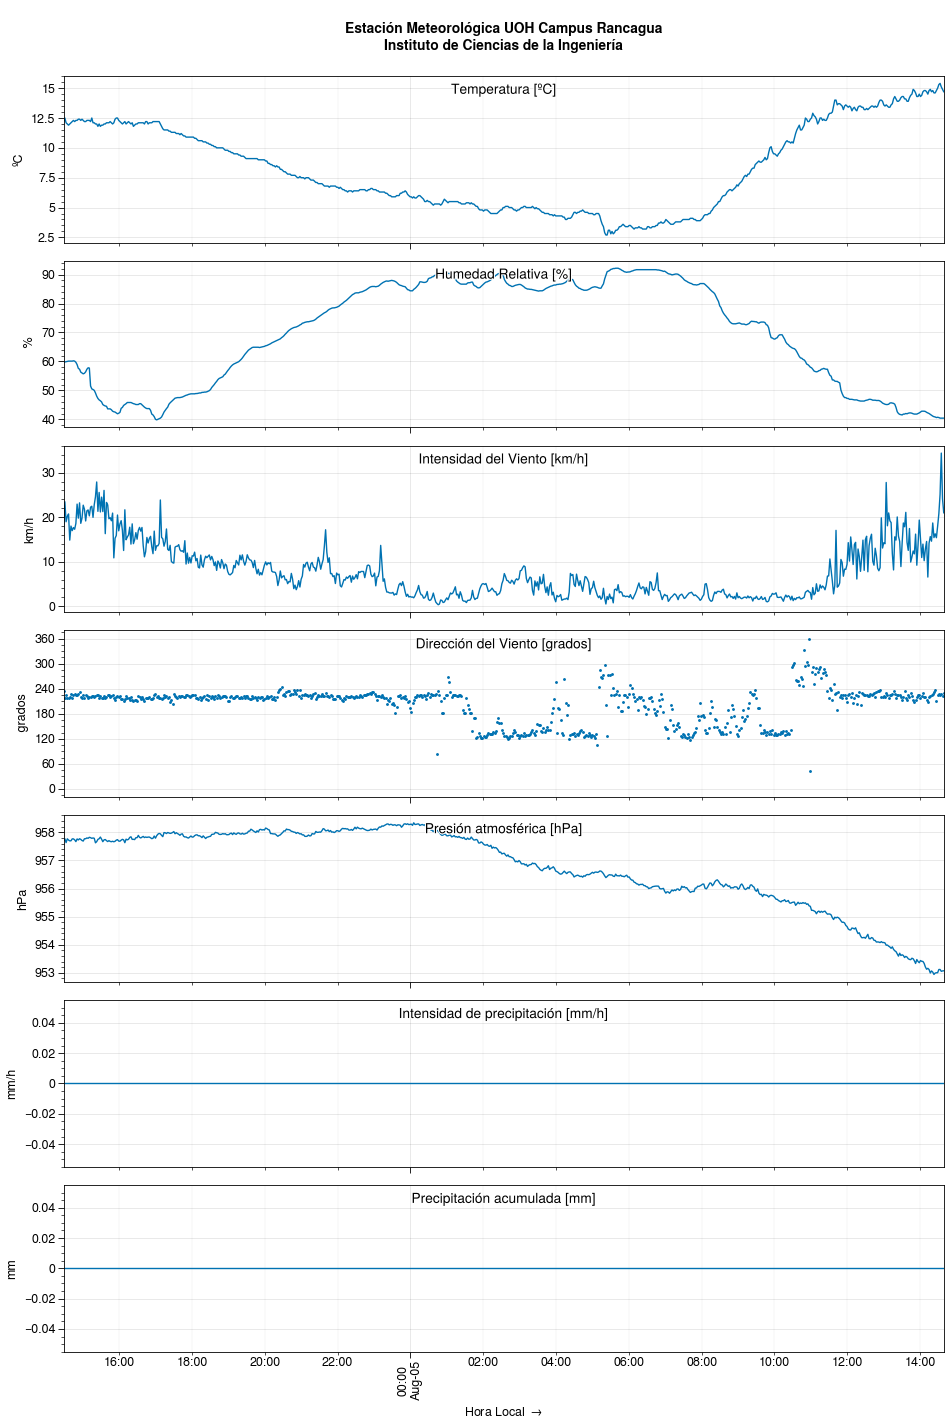 Estación Meteorológica UOH Campus Rancagua
Instituto de Ciencias de la Ingeniería
Temperatura [ºC]
15
12.5
10
7.5
5
2.5
ºC
Humedad Relativa [%]
90
80
70
60
50
40
%
Intensidad del Viento [km/h]
30
20
10
0
km/h
Dirección del Viento [grados]
360
300
240
180
120
60
0
grados
Presión atmosférica [hPa]
958
957
956
955
954
953
hPa
Intensidad de precipitación [mm/h]
0.04
0.02
0
−0.02
−0.04
mm/h
Precipitación acumulada [mm]
0.04
0.02
0
−0.02
−0.04
mm
16:00 18:00 20:00 22:00 00:00 02:00 04:00 06:00 08:00 10:00 12:00 14:00
Aug-05
Hora Local →